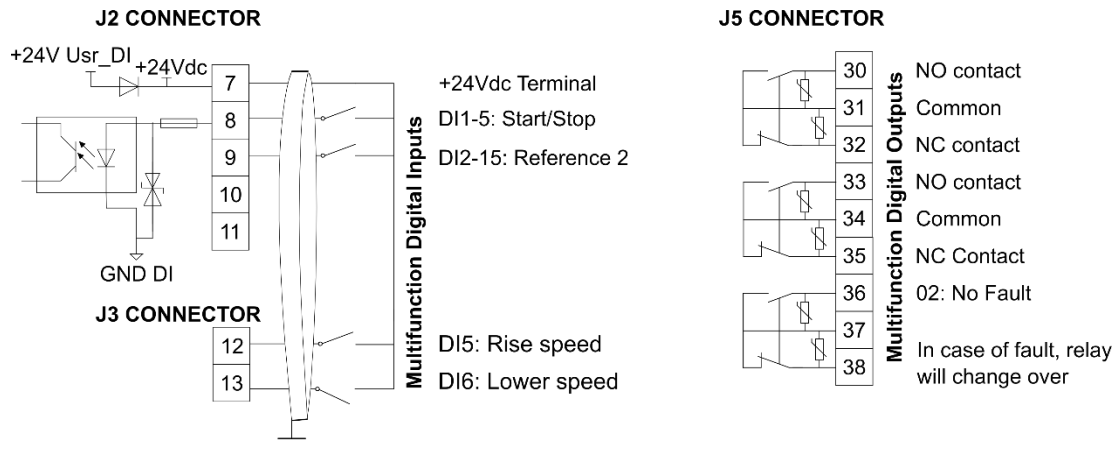 J2 CONNECTOR
+24V Usr_DI
+24Vdc
7
8
9
10
11
GND DI
+24Vdc Terminal
DI1-5: Start/Stop
DI2-15: Reference 2
J3 CONNECTOR
12
13
DI5: Rise speed
DI6: Lower speed
Multifunction Digital Inputs
J5 CONNECTOR
30 NO contact
31 Common
32 NC contact
33 NO contact
34 Common
35 NC Contact
36 02: No Fault
37
38
In case of fault, relay
will change over
Multifunction Digital Outputs